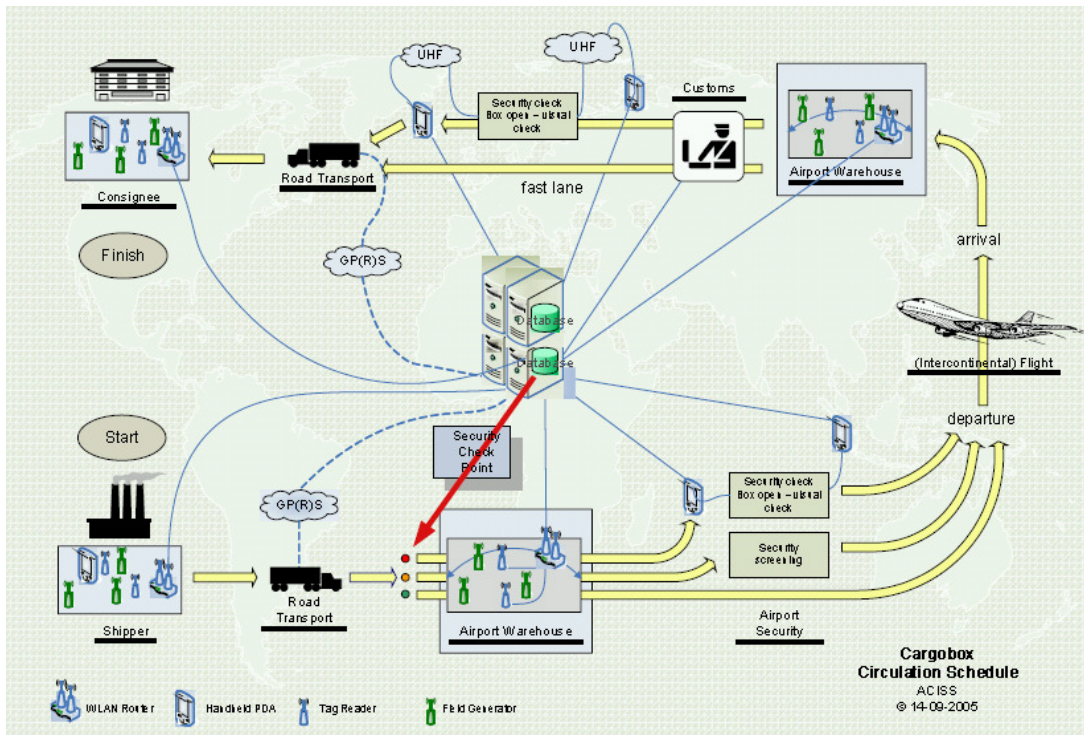 UHF
UHF
Customs
Security check
Box open – uisual
check
Airport Warehouse
Road Transport
fast lane
Consignee
Finish
GP(R)S
arrival
Database
Database
(Intercontinental) Flight
Start
departure
Security
Check
Point
Security check
Box open – uisual
check
GP(R)S
Security
screening
Shipper
Road
Transport
Airport Warehouse
Airport
Security
Cargobox
Circulation Schedule
ACISS
© 14-09-2005
WLAN Router
Handheld PDA
Tag Reader
Field Generator